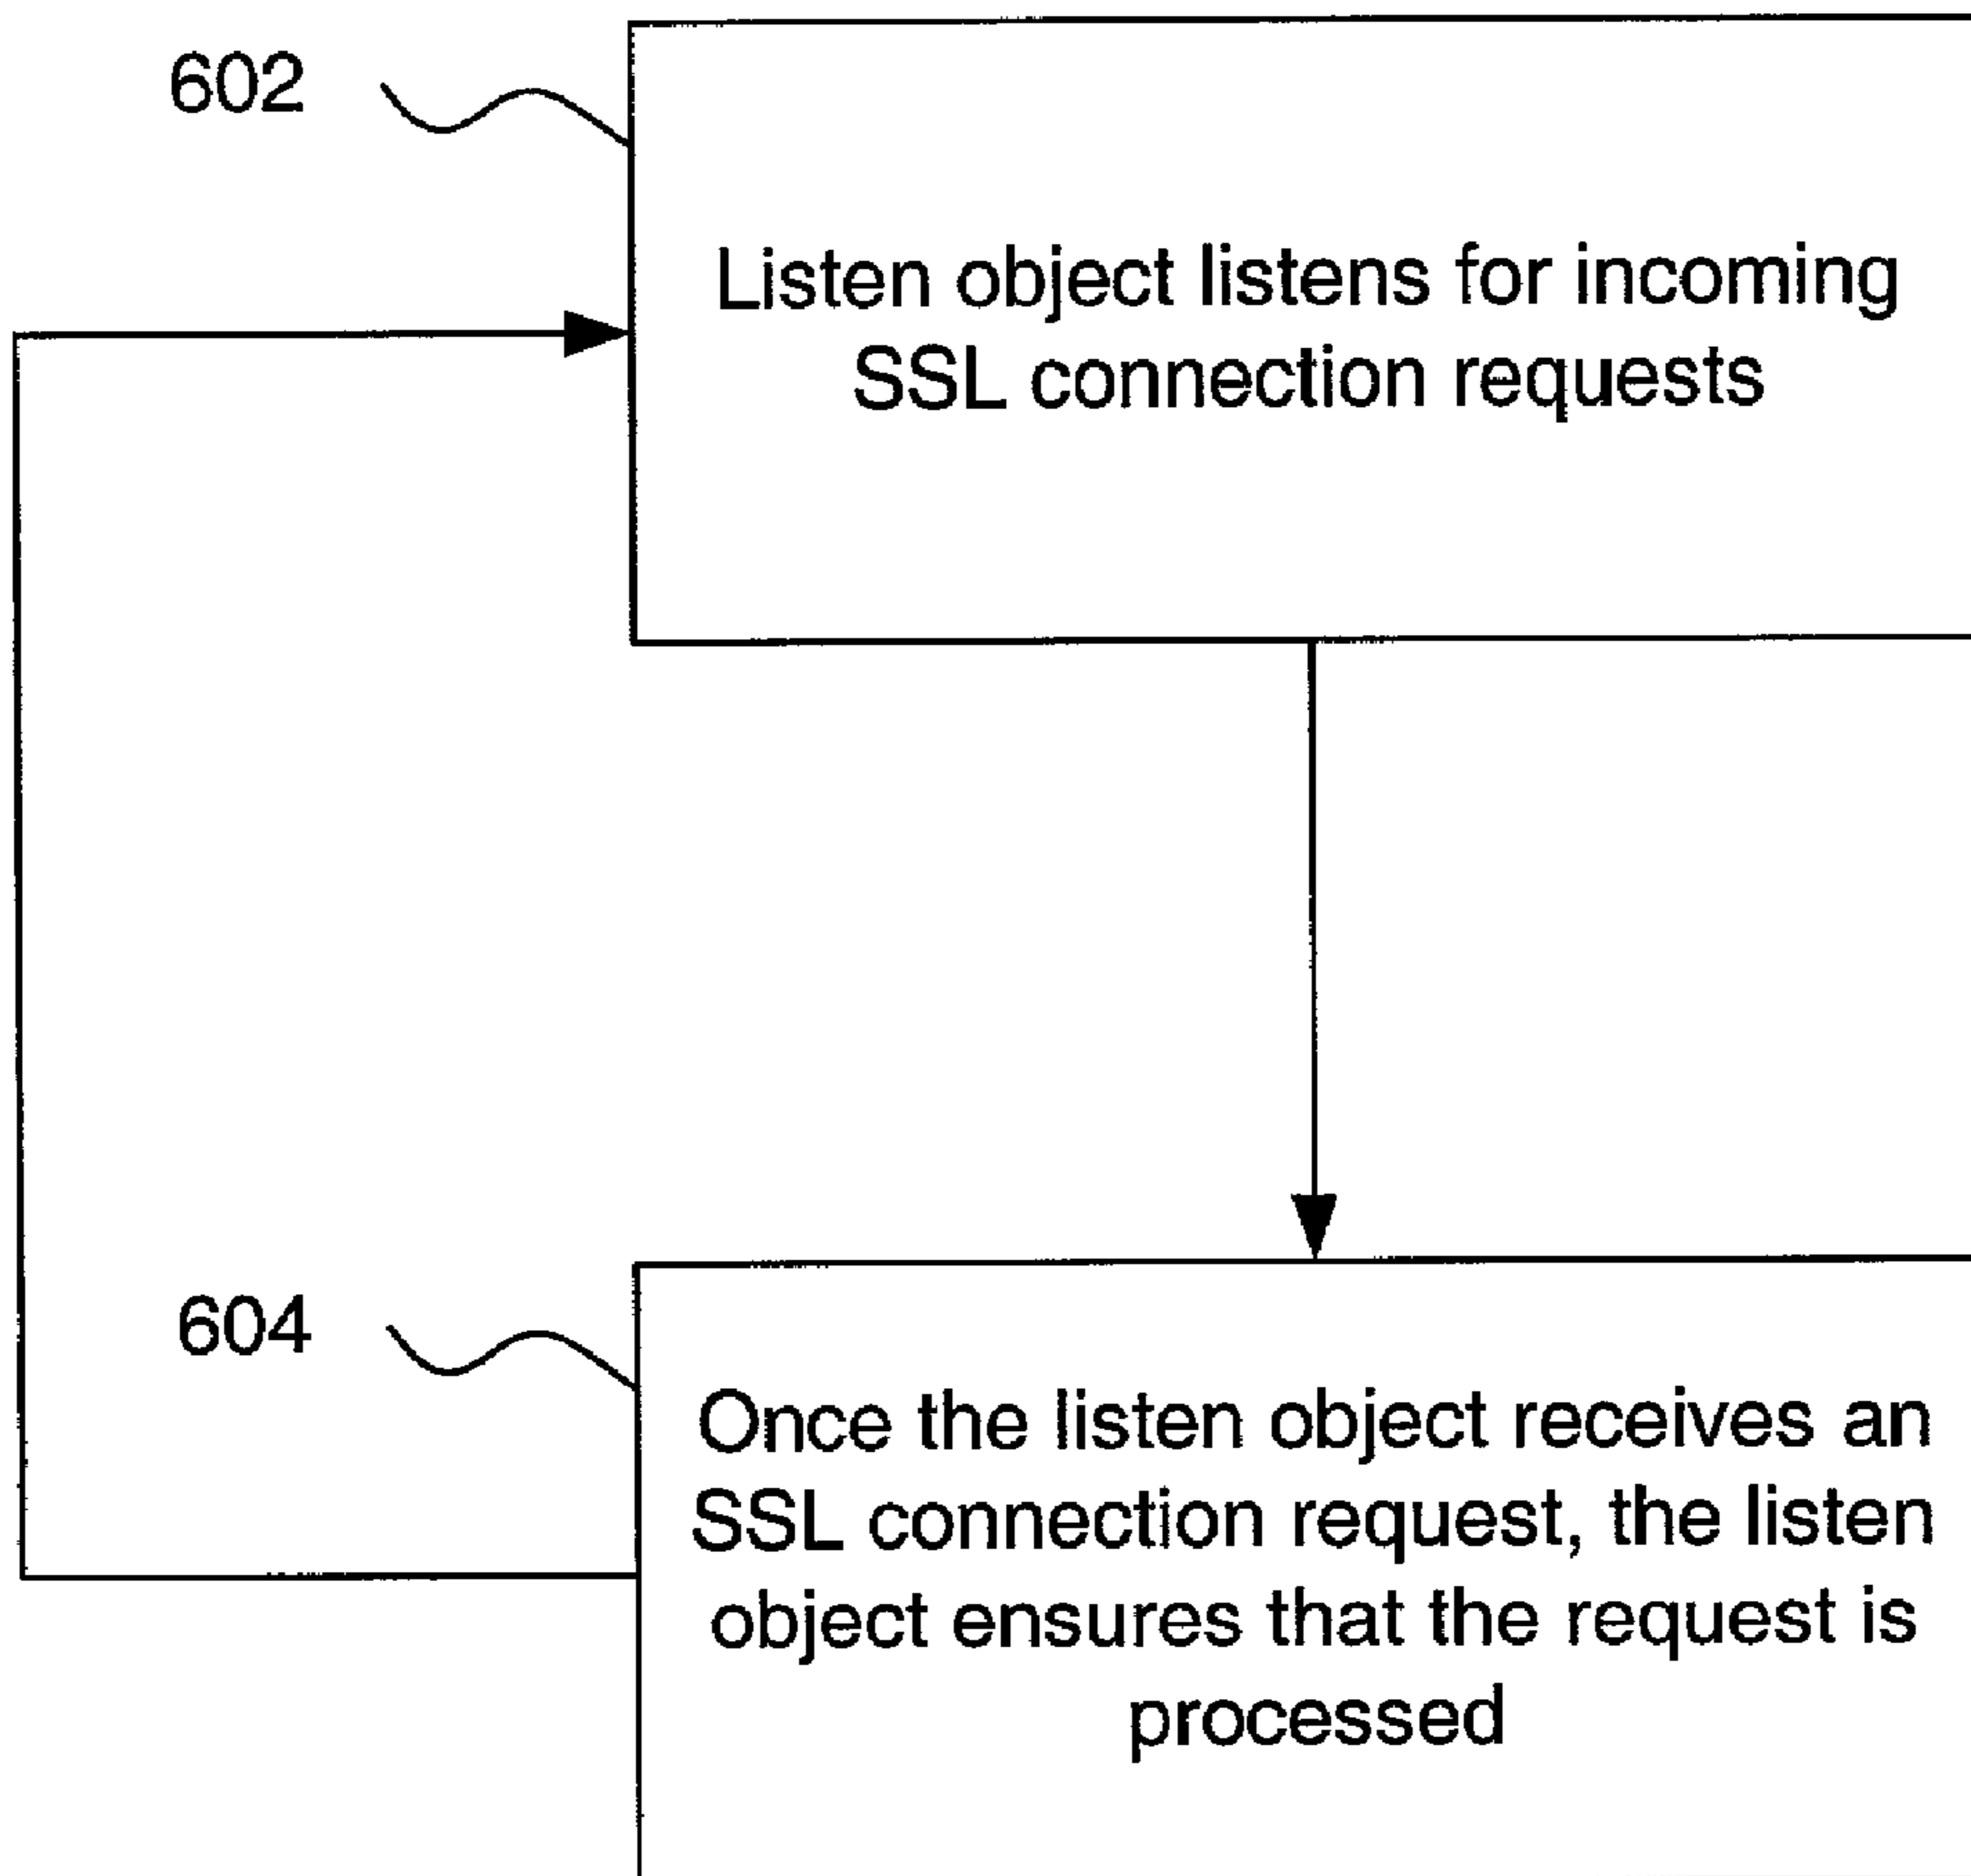 602
Listen object listens for incoming
SSL connection requests
604
Once the listen object receives an
SSL connection request, the listen
object ensures that the request is
processed